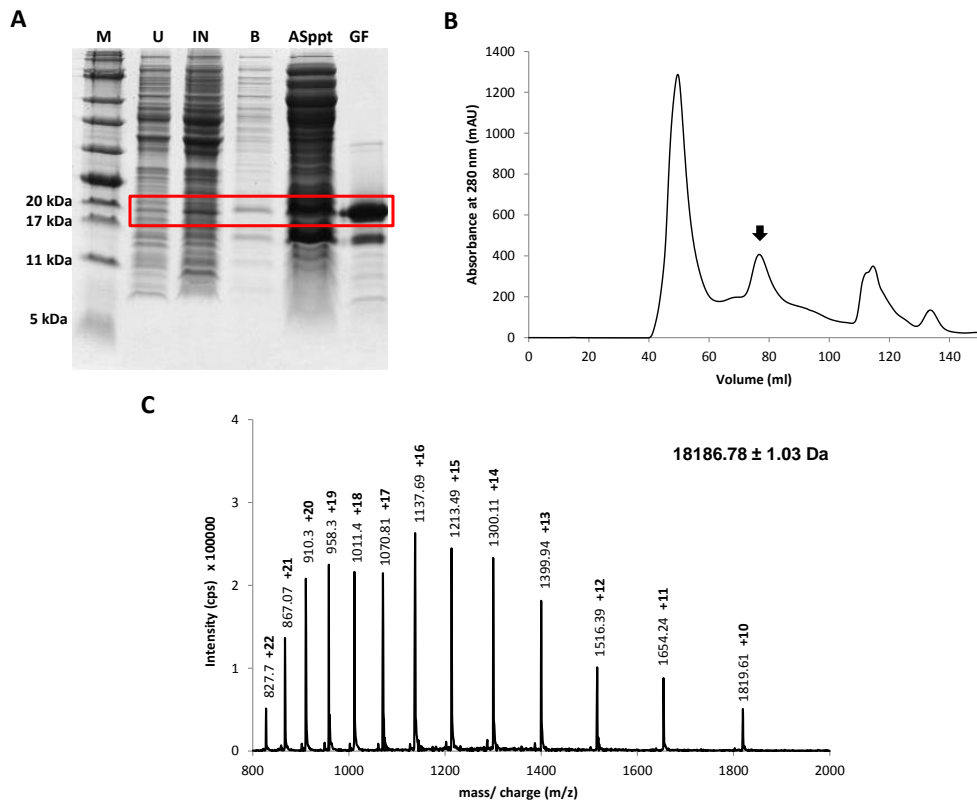 A
M U IN B ASppt GF
20 kDa
17 kDa
11 kDa
5 kDa
B
Absorbance at 280 nm (mAU)
1400
1200
1000
800
600
400
200
0
0 20 40 60 80 100 120 140
Volume (ml)
C
18186.78 ± 1.03 Da
Intensity (cps) x 100000
4
3
2
1
0
827.7 +22
867.07 +21
910.3 +20
958.3 +19
1011.4 +18
1070.81 +17
1137.69 +16
1213.49 +15
1300.11 +14
1399.94 +13
1516.39 +12
1654.24 +11
1819.61 +10
800 1000 1200 1400 1600 1800 2000
mass/ charge (m/z)